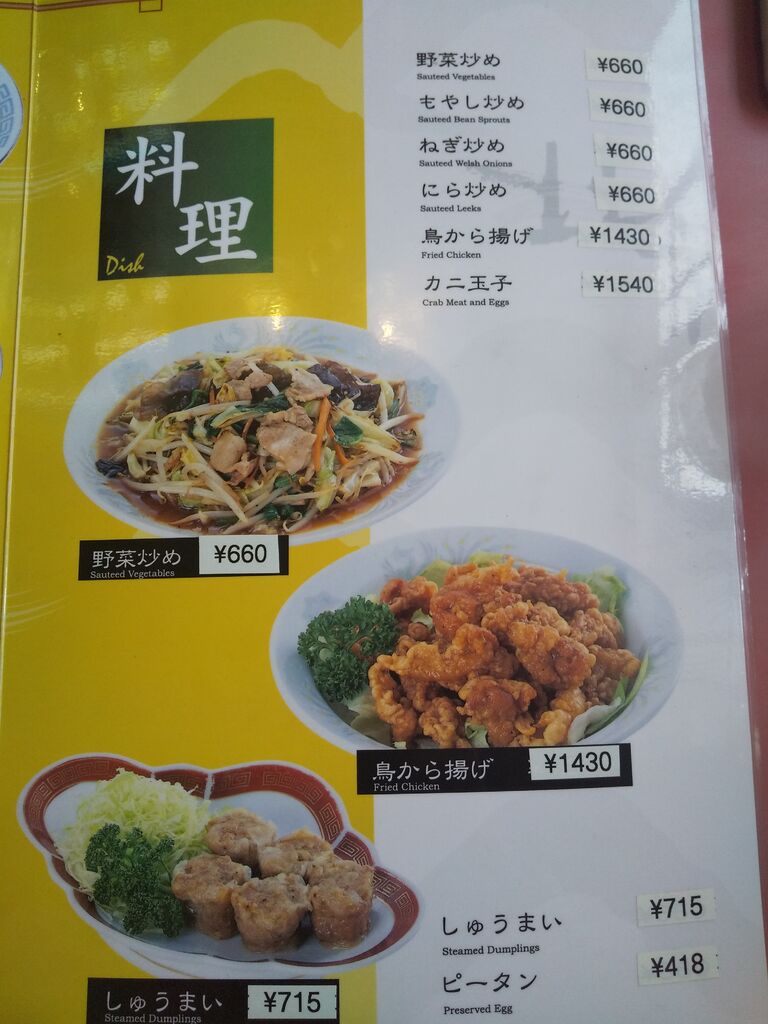 料理
Dish
野菜炒め ¥660
Sauteed Vegetables
もやし炒め ¥660
Sauteed Bean Sprouts
ねぎ炒め ¥660
Sauteed Welsh Onions
にら炒め ¥660
Sauteed Leeks
鳥から揚げ ¥1430
Fried Chicken
カニ玉子 ¥1540
Crab Meat and Eggs
野菜炒め ¥660
Sauteed Vegetables
鳥から揚げ ¥1430
Fried Chicken
しゅうまい ¥715
Steamed Dumplings
ピータン ¥418
Preserved Egg
しゅうまい ¥715
Steamed Dumplings